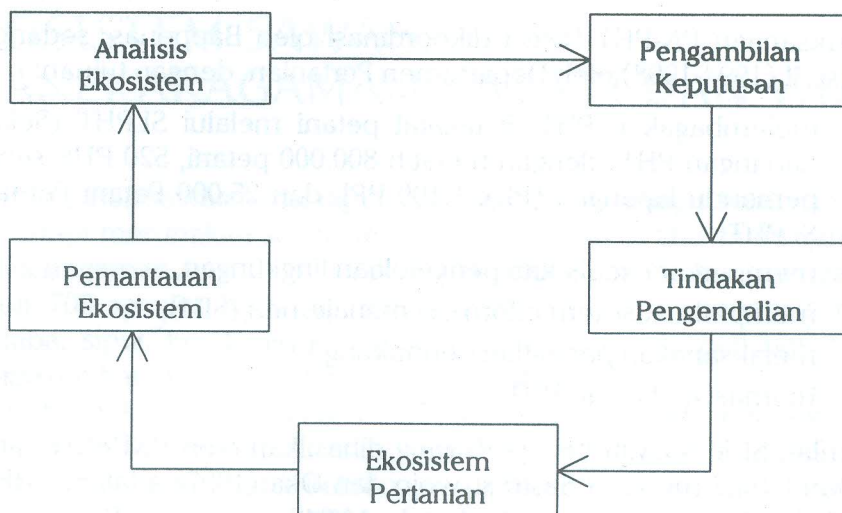 Analisis
Ekosistem
Pengambilan
Keputusan
Pemantauan
Ekosistem
Tindakan
Pengendalian
Ekosistem
Pertanian